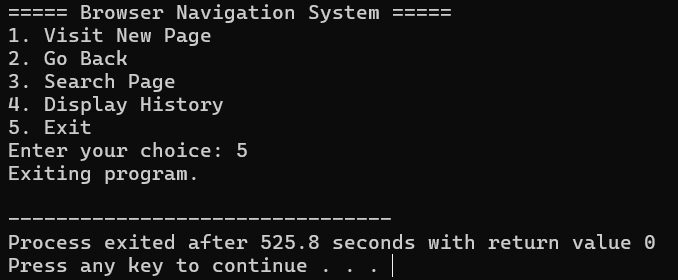 ===== Browser Navigation System =====
1. Visit New Page
2. Go Back
3. Search Page
4. Display History
5. Exit
Enter your choice: 5
Exiting program.

--------------------------------
Process exited after 525.8 seconds with return value 0
Press any key to continue . . .